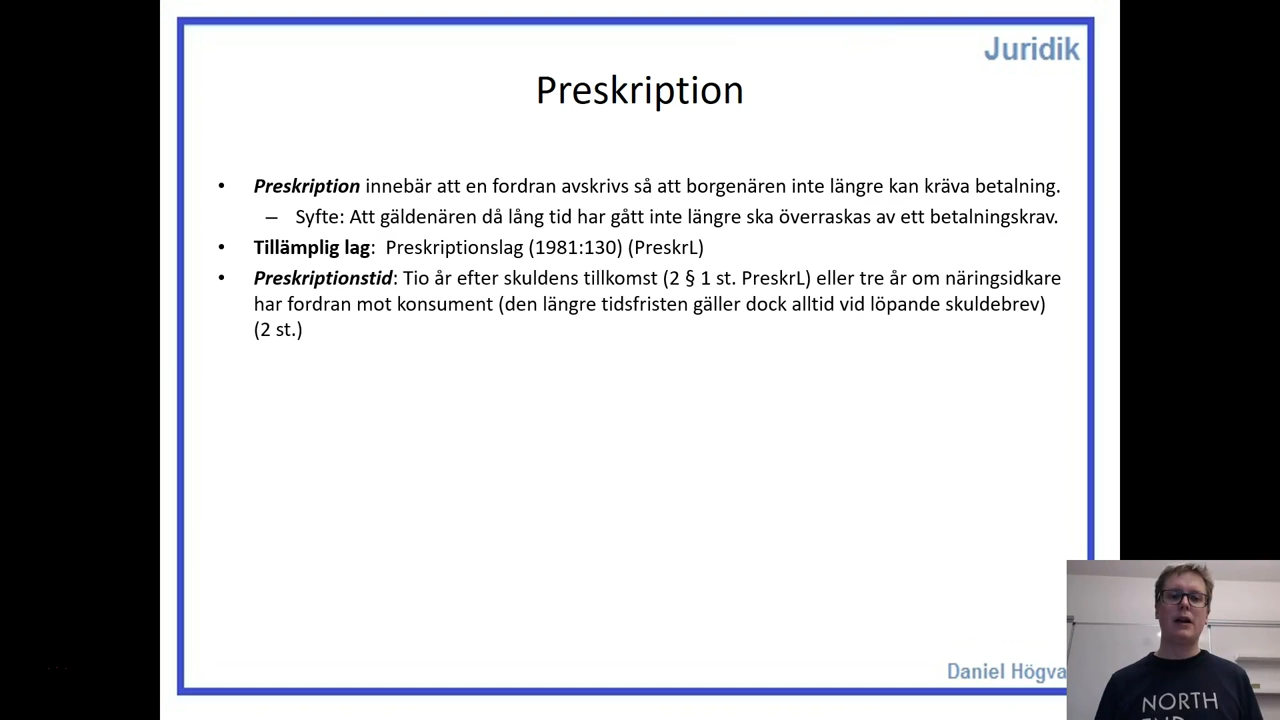 Juridik
Preskription
• Preskription innebär att en fordran avskrivs så att borgenären inte längre kan kräva betalning.
– Syfte: Att gäldenären då lång tid har gått inte längre ska överraskas av ett betalningskrav.
• Tillämplig lag: Preskriptionslag (1981:130) (PreskrL)
• Preskriptionstid: Tio år efter skuldens tillkomst (2 § 1 st. PreskrL) eller tre år om näringsidkare
har fordran mot konsument (den längre tidsfristen gäller dock alltid vid löpande skuldebrev)
(2 st.)
Daniel
NORTH